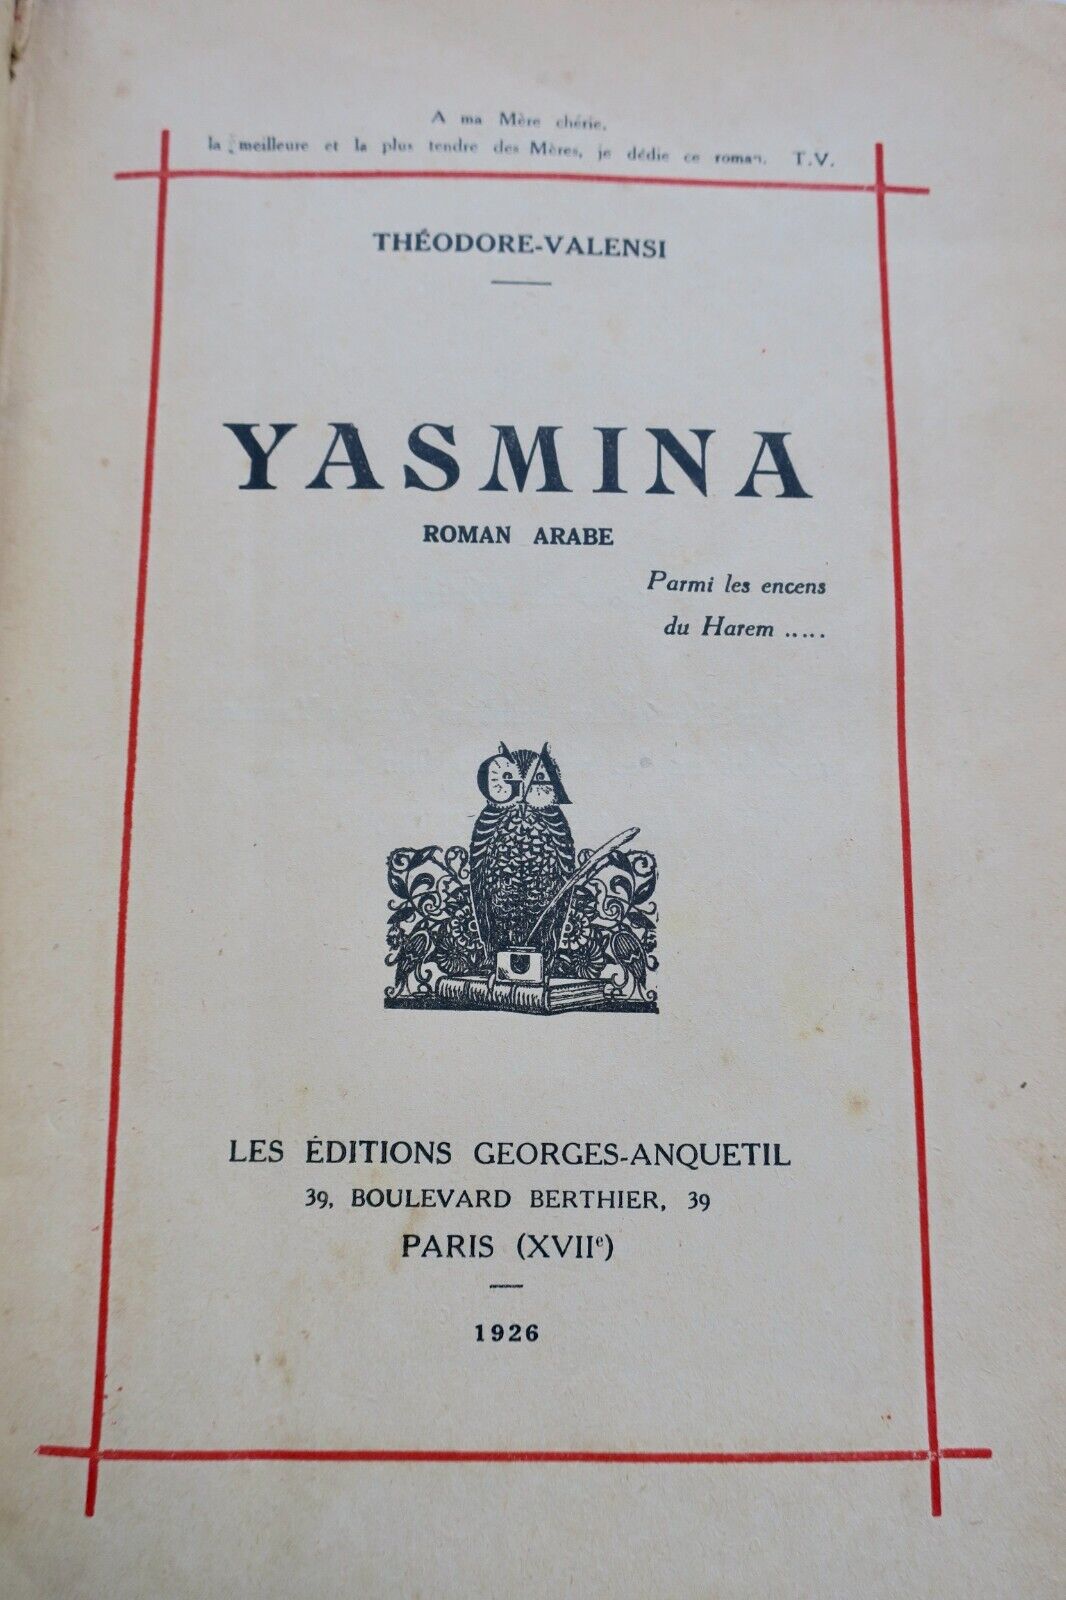 A ma Mère chérie,
la meilleure et la plus tendre des Mères, je dédie ce roman. T.V.
THÉODORE-VALENSI
YASMINA
ROMAN ARABE
Parmi les encens
du Harem .....
GA
LES ÉDITIONS GEORGES-ANQUETIL
39, BOULEVARD BERTHIER, 39
PARIS (XVIIe)
1926